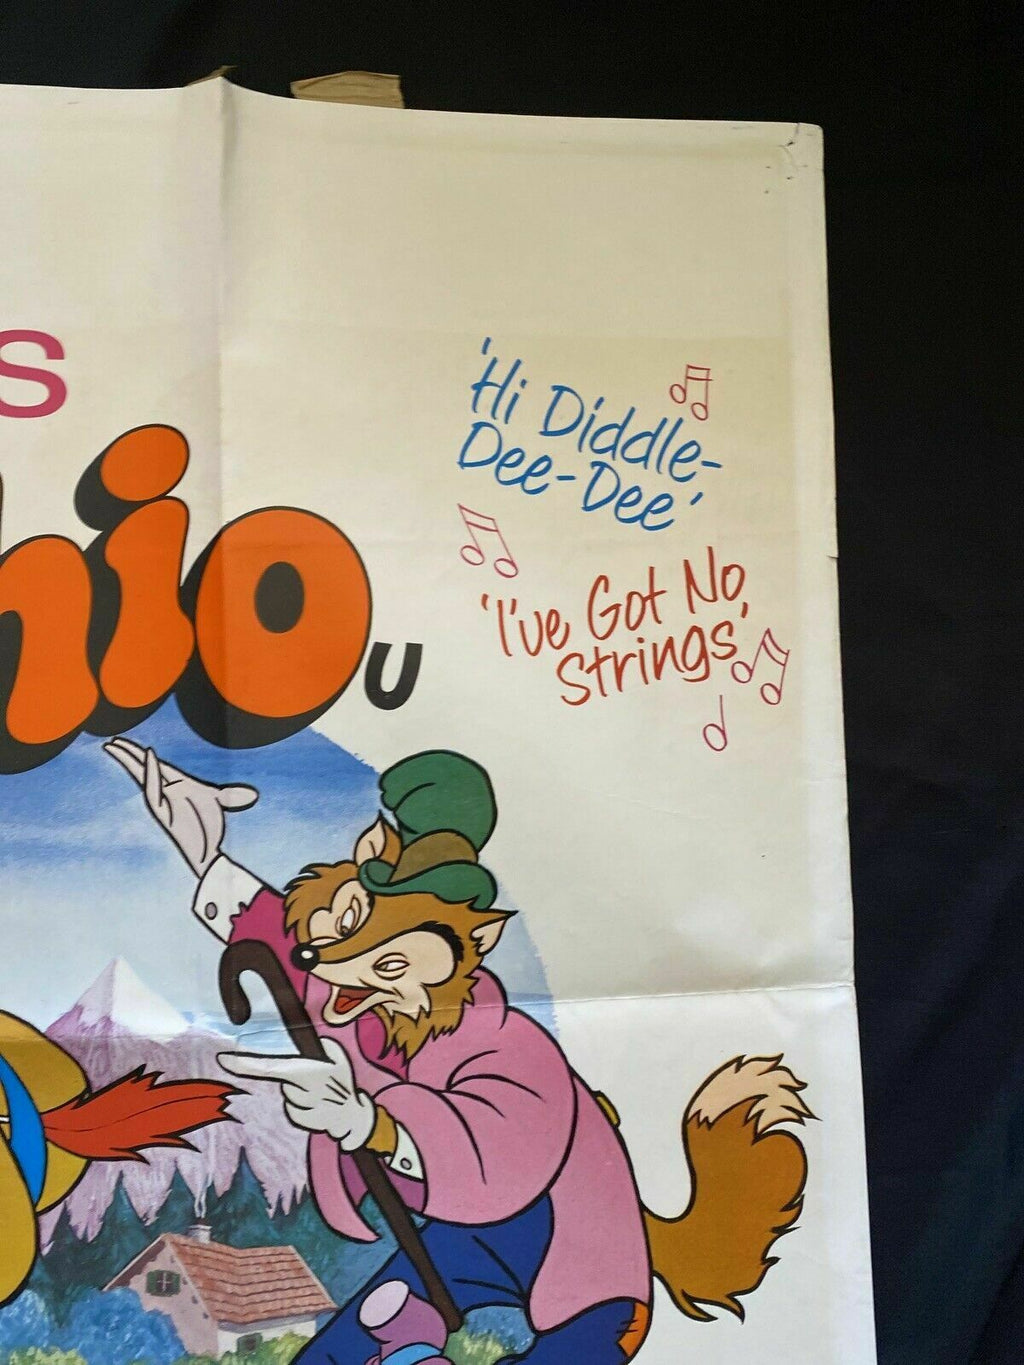 S
hio U
'Hi Diddle-
Dee-Dee'
'I've Got No
Strings'